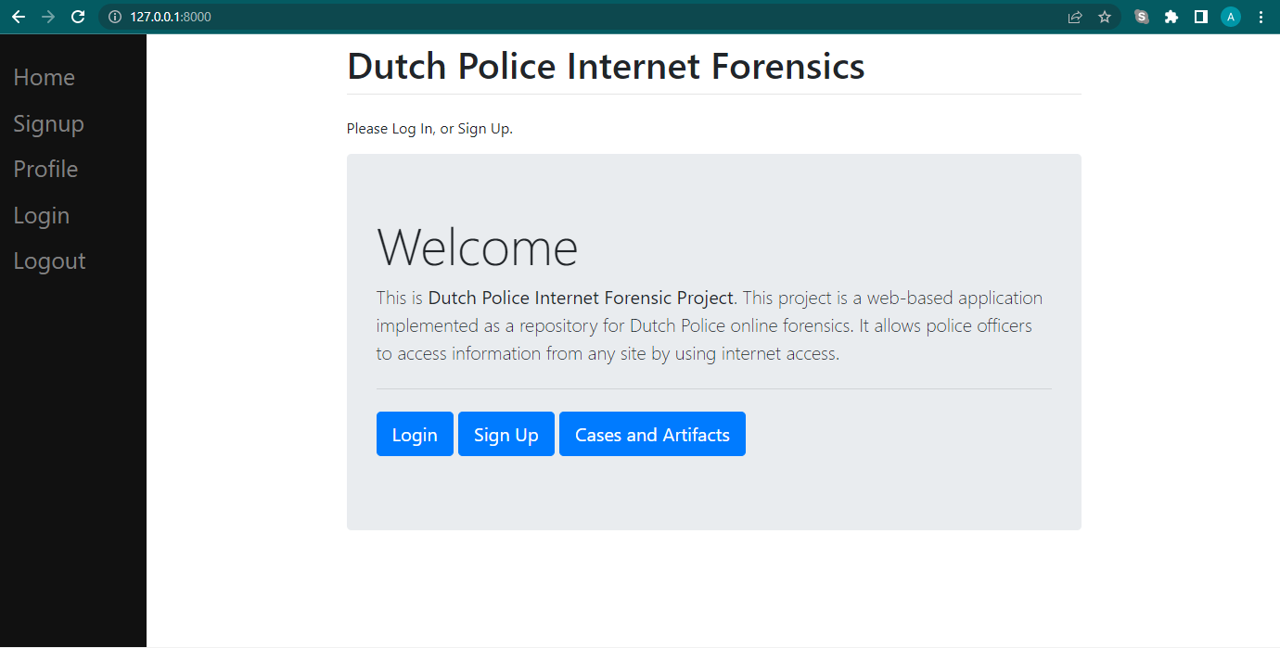 127.0.0.1:8000
S
A
Home
Signup
Profile
Login
Logout
Dutch Police Internet Forensics
Please Log In, or Sign Up.
Welcome
This is Dutch Police Internet Forensic Project. This project is a web-based application
implemented as a repository for Dutch Police online forensics. It allows police officers
to access information from any site by using internet access.
Login Sign Up Cases and Artifacts